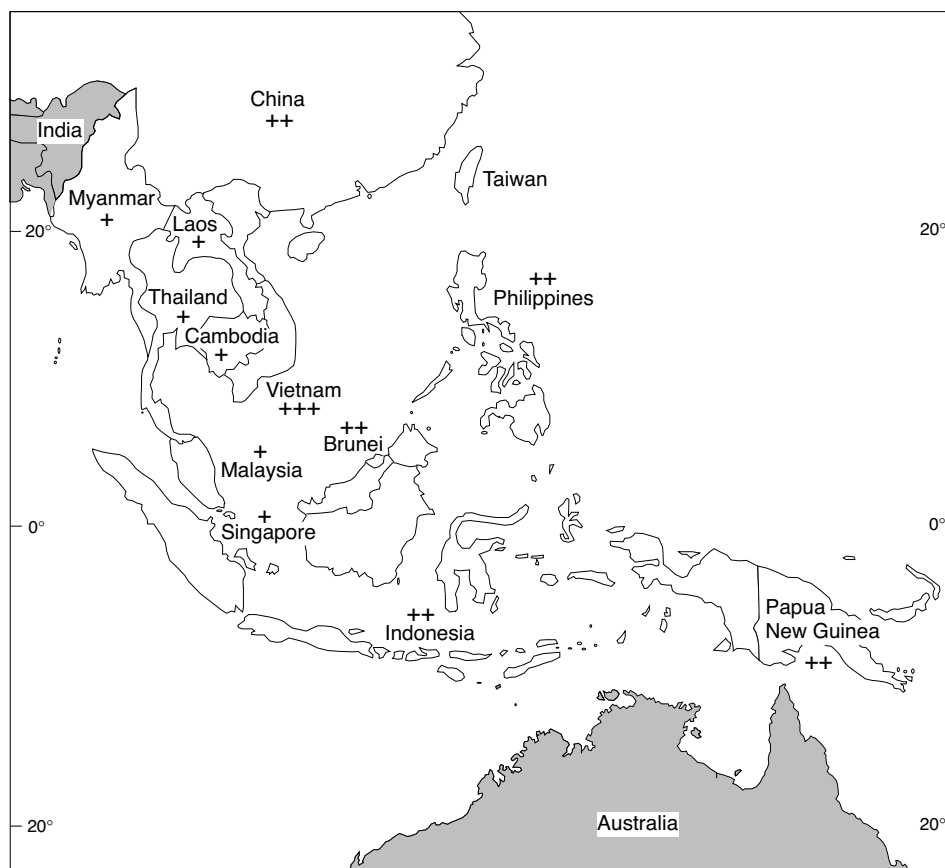 China
++
India
Taiwan
Myanmar
+
Laos
+
20°
20°
++
Philippines
Thailand
+
Cambodia
+
Vietnam
+++
++
Brunei
+
Malaysia
+
Singapore
0°
0°
++
Indonesia
Papua
New Guinea
++
Australia
20°
20°